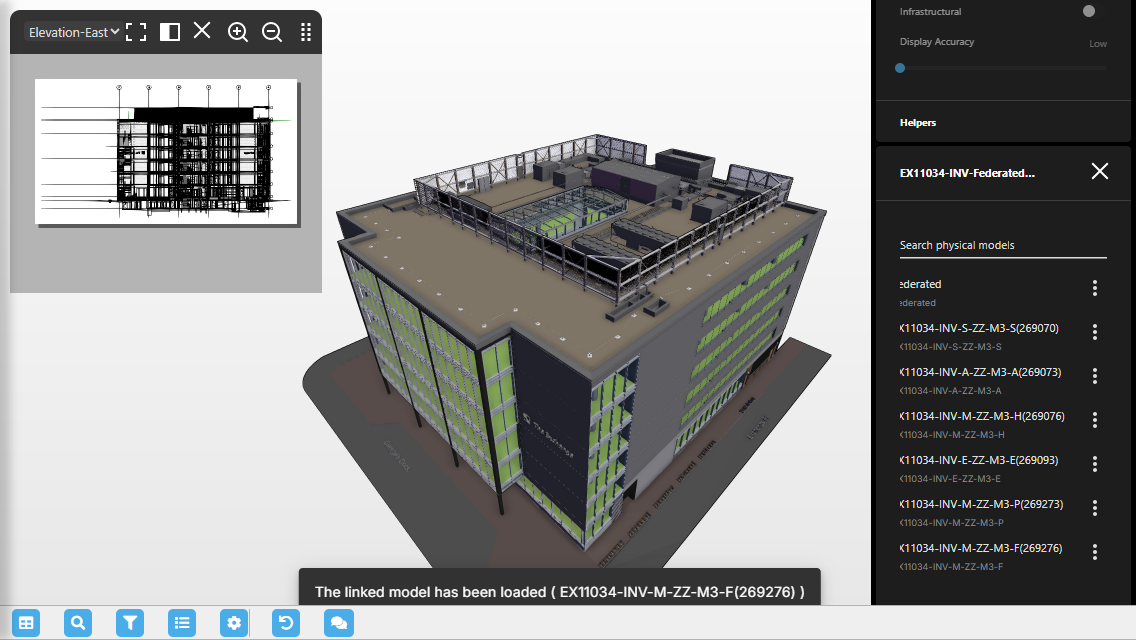 Elevation-East
Infrastructural
Display Accuracy
Low
Helpers
EX11034-INV-Federated...
Search physical models
ederated
ederated
X11034-INV-S-ZZ-M3-S(269070)
X11034-INV-S-ZZ-M3-S
X11034-INV-A-ZZ-M3-A(269073)
X11034-INV-A-ZZ-M3-A
X11034-INV-M-ZZ-M3-H(269076)
X11034-INV-M-ZZ-M3-H
X11034-INV-E-ZZ-M3-E(269093)
X11034-INV-E-ZZ-M3-E
X11034-INV-M-ZZ-M3-P(269273)
X11034-INV-M-ZZ-M3-P
X11034-INV-M-ZZ-M3-F(269276)
X11034-INV-M-ZZ-M3-F
The linked model has been loaded ( EX11034-INV-M-ZZ-M3-F(269276) )